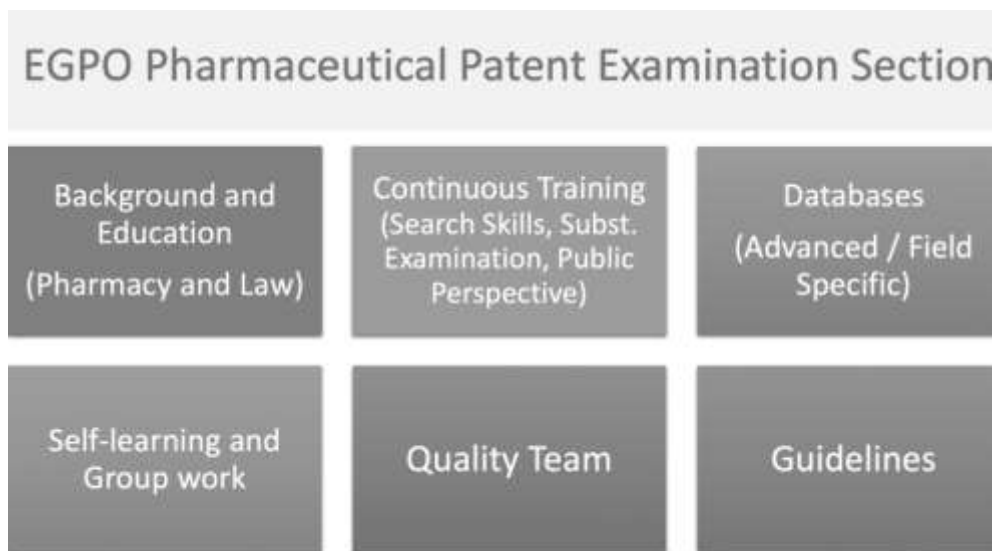 EGPO Pharmaceutical Patent Examination Section
Background and
Education
(Pharmacy and Law)
Continuous Training
(Search Skills, Subst.
Examination, Public
Perspective)
Databases
(Advanced / Field
Specific)
Self-learning and
Group work
Quality Team
Guidelines